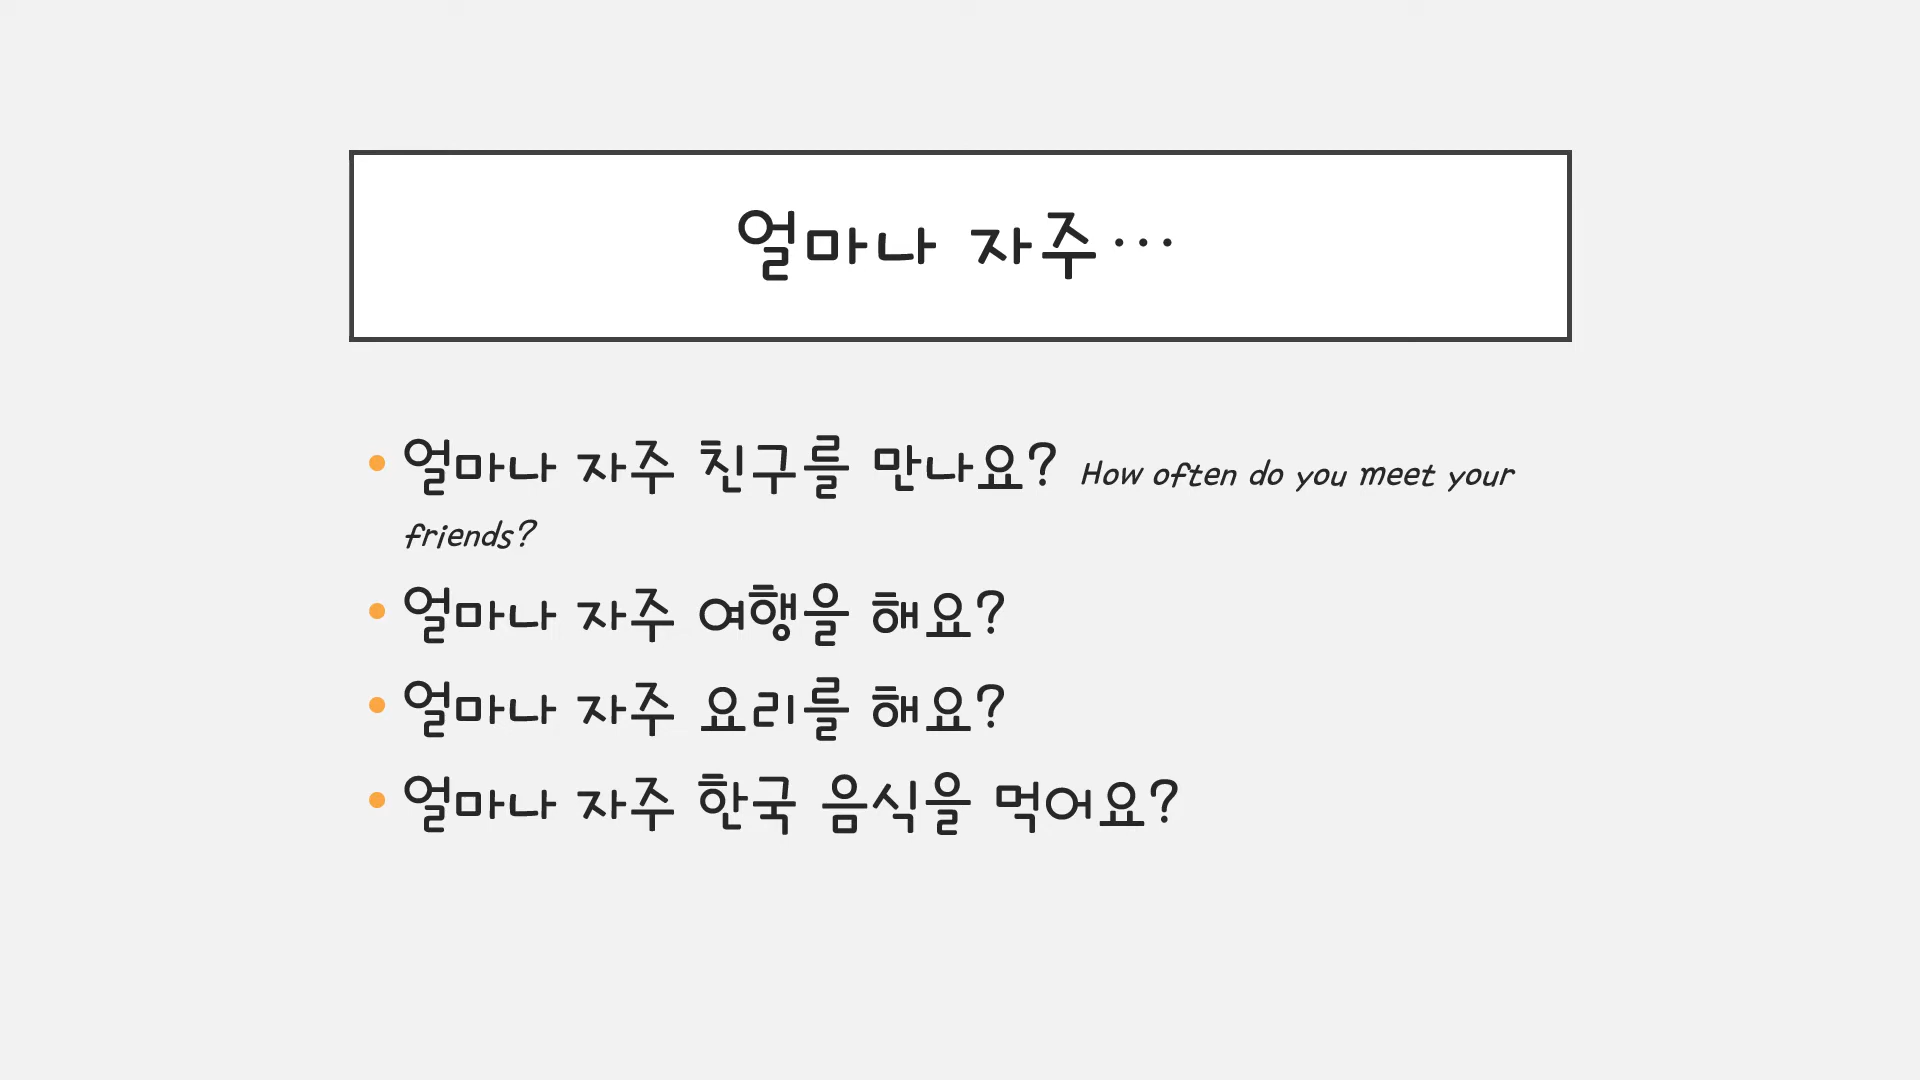 얼마나 자주…
• 얼마나 자주 친구를 만나요? How often do you meet your
friends?
• 얼마나 자주 여행을 해요?
• 얼마나 자주 요리를 해요?
• 얼마나 자주 한국 음식을 먹어요?